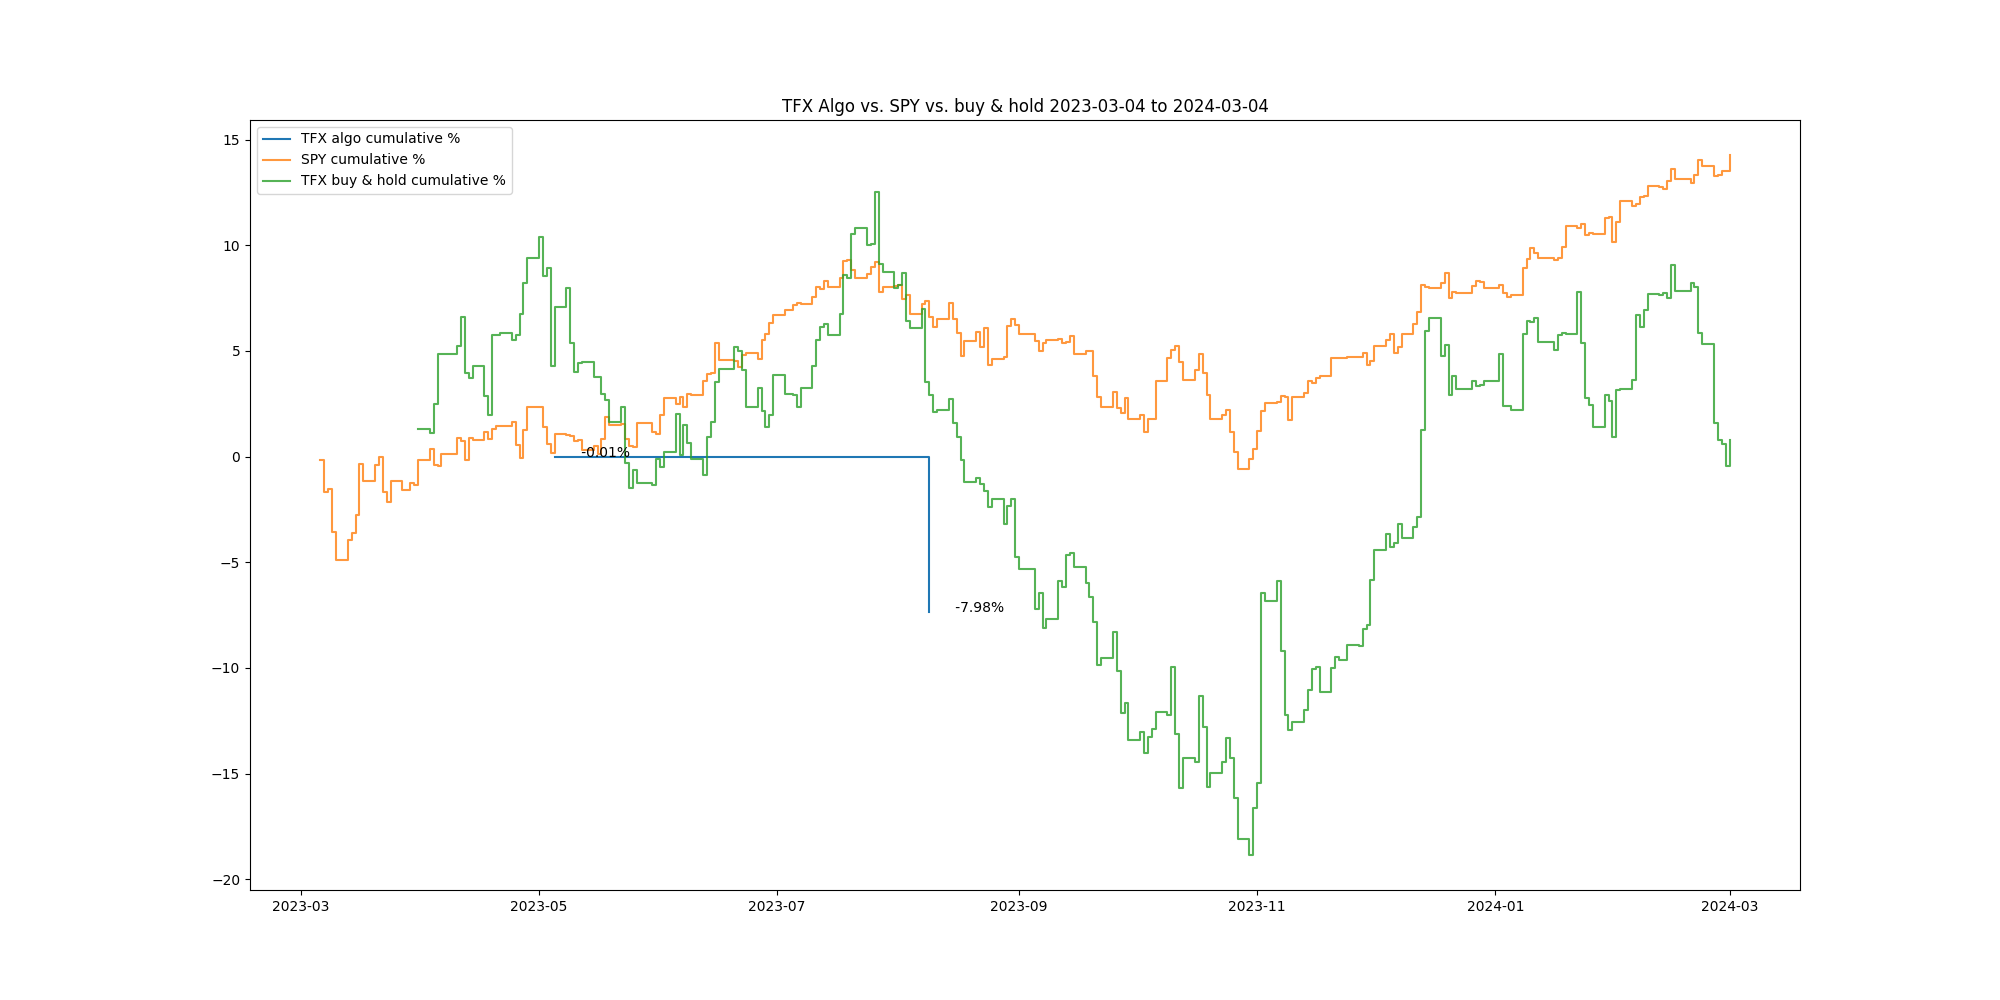 TFX Algo vs. SPY vs. buy & hold 2023-03-04 to 2024-03-04
TFX algo cumulative %
SPY cumulative %
TFX buy & hold cumulative %
15
10
5
0
−5
−10
−15
−20
-0.01%
-7.98%
2023-03 2023-05 2023-07 2023-09 2023-11 2024-01 2024-03